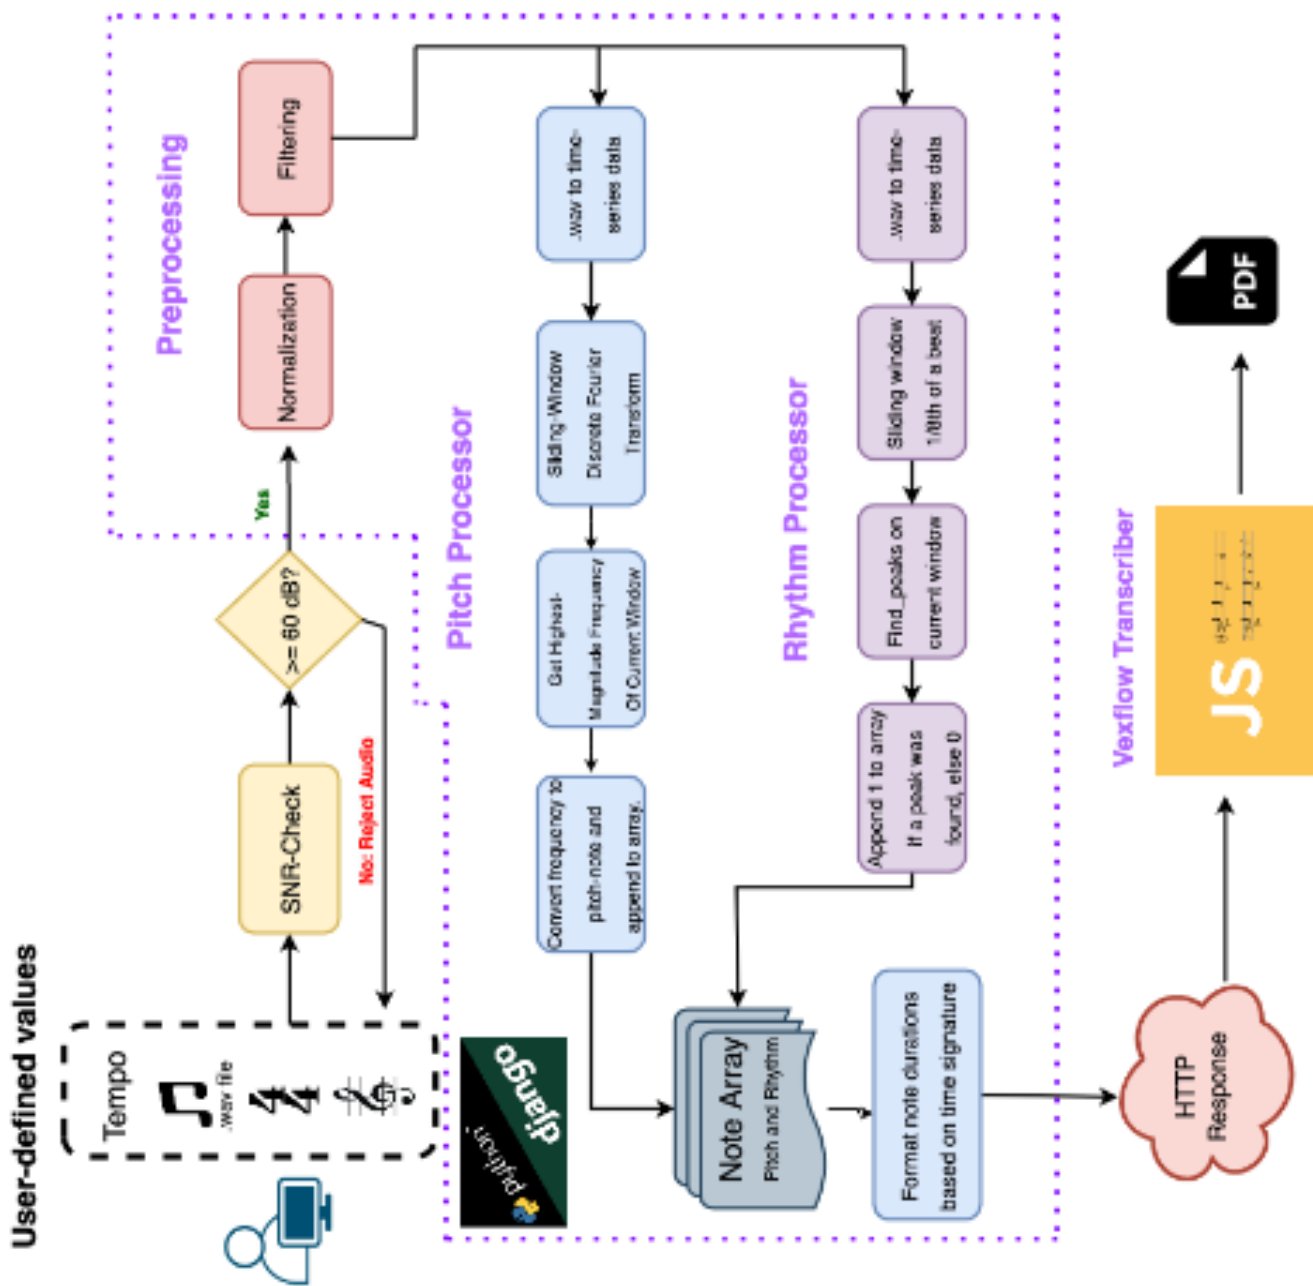 User-defined values
Tempo
.wav file
44
SNR-Check
>= 60 dB?
Yes
No: Reject Audio
Preprocessing
Normalization
Filtering
Pitch Processor
.wav to time-
series data
Sliding-Window
Discrete Fourier
Transform
Get Highest-
Magnitude Frequency
Of Current Window
Convert frequency to
pitch-note and
append to array.
Rhythm Processor
.wav to time-
series data
Sliding window
1/8th of a beat
Find_peaks on
current window
Append 1 to array
if a peak was
found, else 0
python
django
Note Array
Pitch and Rhythm
Format note durations
based on time signature
HTTP
Response
Vexflow Transcriber
JS
PDF